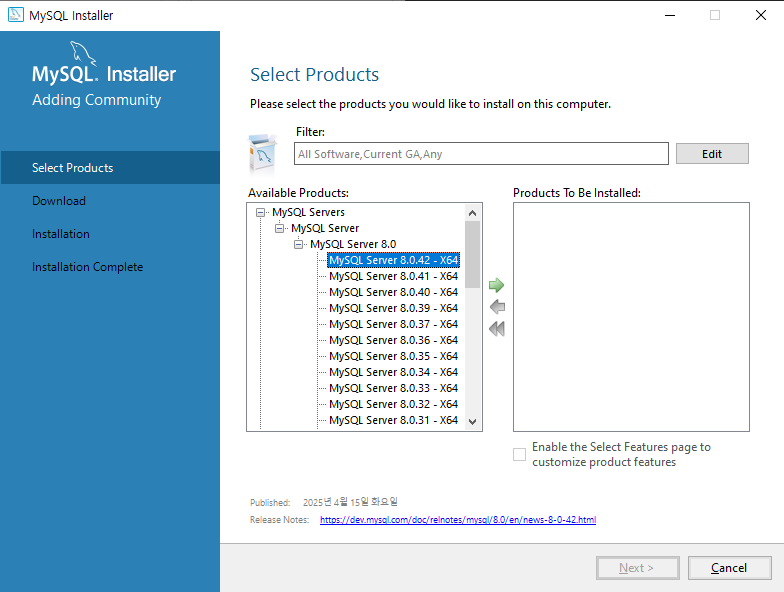 MySQL Installer
MySQL. Installer
Adding Community
Select Products
Download
Installation
Installation Complete
Select Products
Please select the products you would like to install on this computer.
Filter:
All Software,Current GA,Any
Edit
Available Products:
Products To Be Installed:
MySQL Servers
MySQL Server
MySQL Server 8.0
MySQL Server 8.0.42 - X64
MySQL Server 8.0.41 - X64
MySQL Server 8.0.40 - X64
MySQL Server 8.0.39 - X64
MySQL Server 8.0.37 - X64
MySQL Server 8.0.36 - X64
MySQL Server 8.0.35 - X64
MySQL Server 8.0.34 - X64
MySQL Server 8.0.33 - X64
MySQL Server 8.0.32 - X64
MySQL Server 8.0.31 - X64
Enable the Select Features page to
customize product features
Published: 2025년 4월 15일 화요일
Release Notes: https://dev.mysql.com/doc/relnotes/mysql/8.0/en/news-8-0-42.html
Next >
Cancel